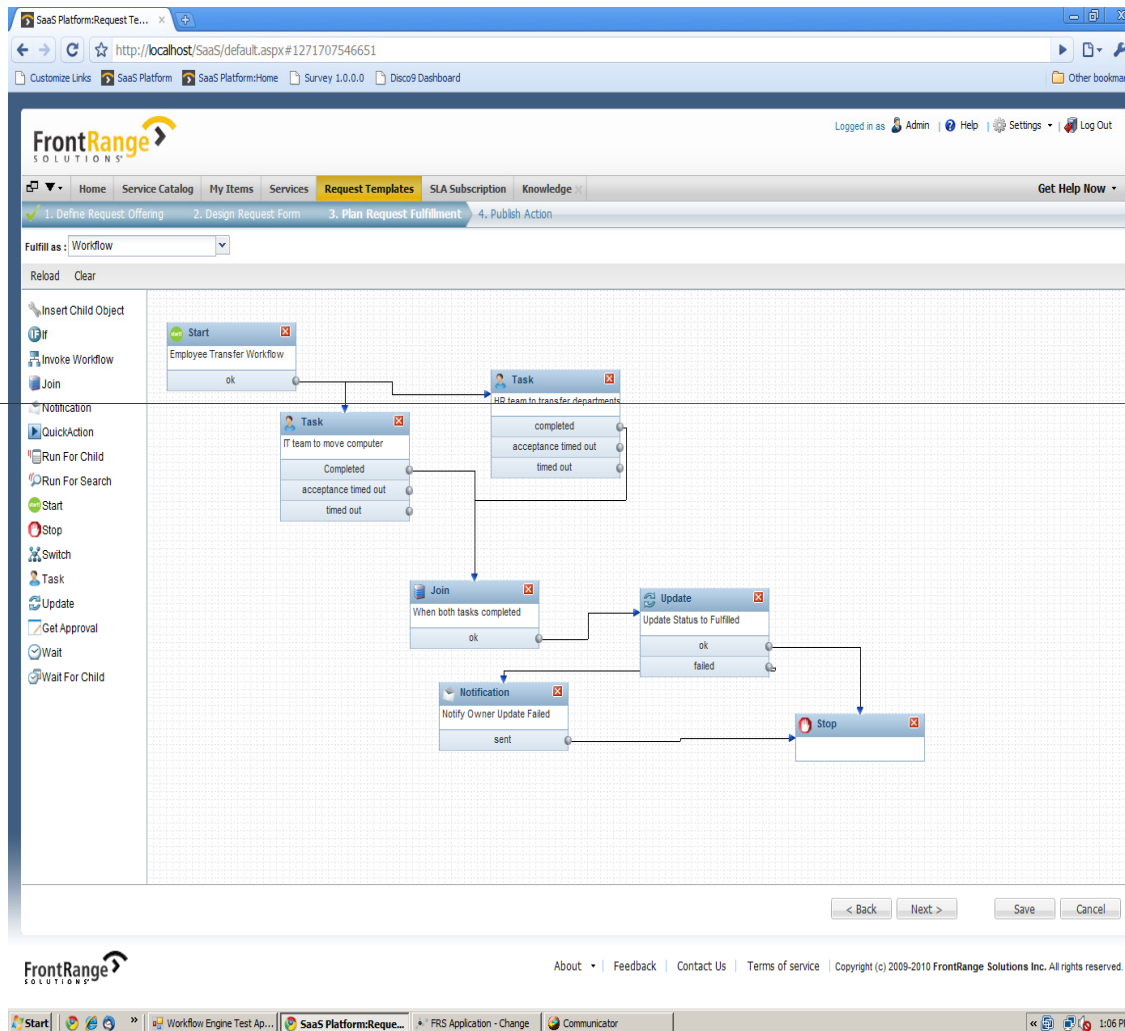 SaaS Platform:Request Te...
http://localhost/SaaS/default.aspx#1271707546651
Customize Links SaaS Platform SaaS Platform:Home Survey 1.0.0.0 Disco9 Dashboard Other bookmar
FrontRange
SOLUTIONS
Logged in as Admin | Help | Settings | Log Out
Home Service Catalog My Items Services Request Templates SLA Subscription Knowledge Get Help Now
1. Define Request Offering 2. Design Request Form 3. Plan Request Fulfillment 4. Publish Action
Fulfill as : Workflow
Reload Clear
Insert Child Object
IF If
Invoke Workflow
Join
Notification
QuickAction
Run For Child
Run For Search
start Start
Stop
Switch
Task
Update
Get Approval
Wait
Wait For Child
start Start
Employee Transfer Workflow
ok
Task
HR team to transfer departments
completed
acceptance timed out
timed out
Task
IT team to move computer
Completed
acceptance timed out
timed out
Join
When both tasks completed
ok
Update
Update Status to Fulfilled
ok
failed
Notification
Notify Owner Update Failed
sent
Stop
< Back Next > Save Cancel
FrontRange
SOLUTIONS
About | Feedback | Contact Us | Terms of service | Copyright (c) 2009-2010 FrontRange Solutions Inc. All rights reserved.
Start » Workflow Engine Test Ap... SaaS Platform:Reque... FRS Application - Change Communicator « 1:06 PM